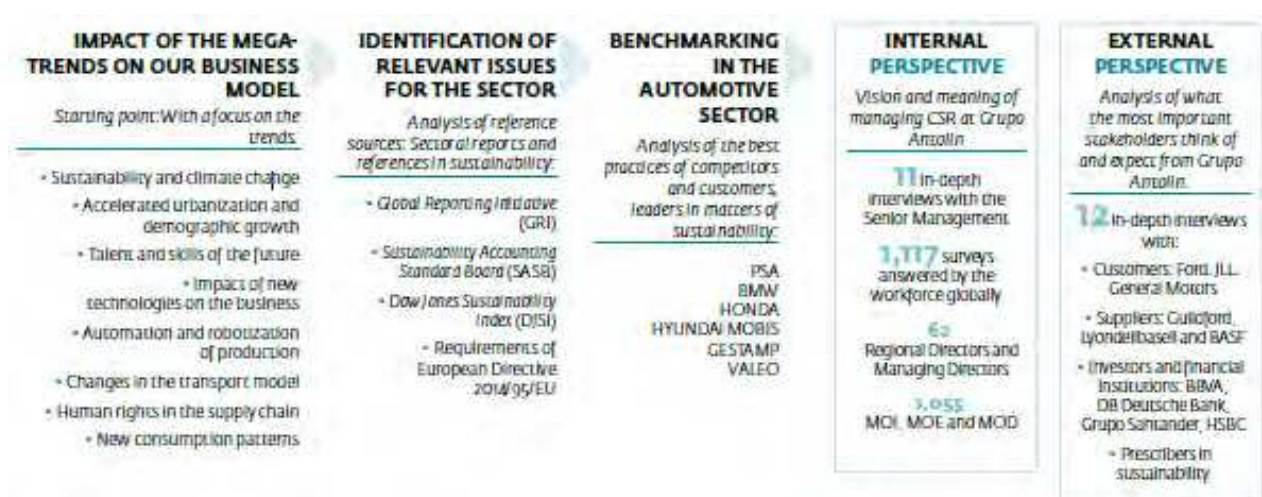 IMPACT OF THE MEGA-
TRENDS ON OUR BUSINESS
MODEL
Starting point: With a focus on the
trends.
• Sustainability and climate change
• Accelerated urbanization and
demographic growth
• Talent and skills of the future
• Impact of new
technologies on the business
• Automation and robotization
of production
• Changes in the transport model
• Human rights in the supply chain
• New consumption patterns
IDENTIFICATION OF
RELEVANT ISSUES
FOR THE SECTOR
Analysis of reference
sources: Sectoral reports and
references in sustainability:
• Global Reporting Initiative
(GRI)
• Sustainability Accounting
Standard Board (SASB)
• Dow Jones Sustainability
Index (DJSI)
• Requirements of
European Directive
2014/95/EU
BENCHMARKING
IN THE
AUTOMOTIVE
SECTOR
Analysis of the best
practices of competitors
and customers,
leaders in matters of
sustainability:
PSA
BMW
HONDA
HYUNDAI MOBIS
GESTAMP
VALEO
INTERNAL
PERSPECTIVE
Vision and meaning of
managing CSR at Grupo
Antolin
11 in-depth
interviews with the
Senior Management
1,117 surveys
answered by the
workforce globally
62
Regional Directors and
Managing Directors
1,055
MOI, MOE and MOD
EXTERNAL
PERSPECTIVE
Analysis of what
the most important
stakeholders think of
and expect from Grupo
Antolin.
12 in-depth interviews
with:
• Customers: Ford, JLL,
General Motors
• Suppliers: Guildford,
Lyondellbasell and BASF
• Investors and financial
institutions: BBVA,
DB Deutsche Bank,
Grupo Santander, HSBC
• Prescribers in
sustainability